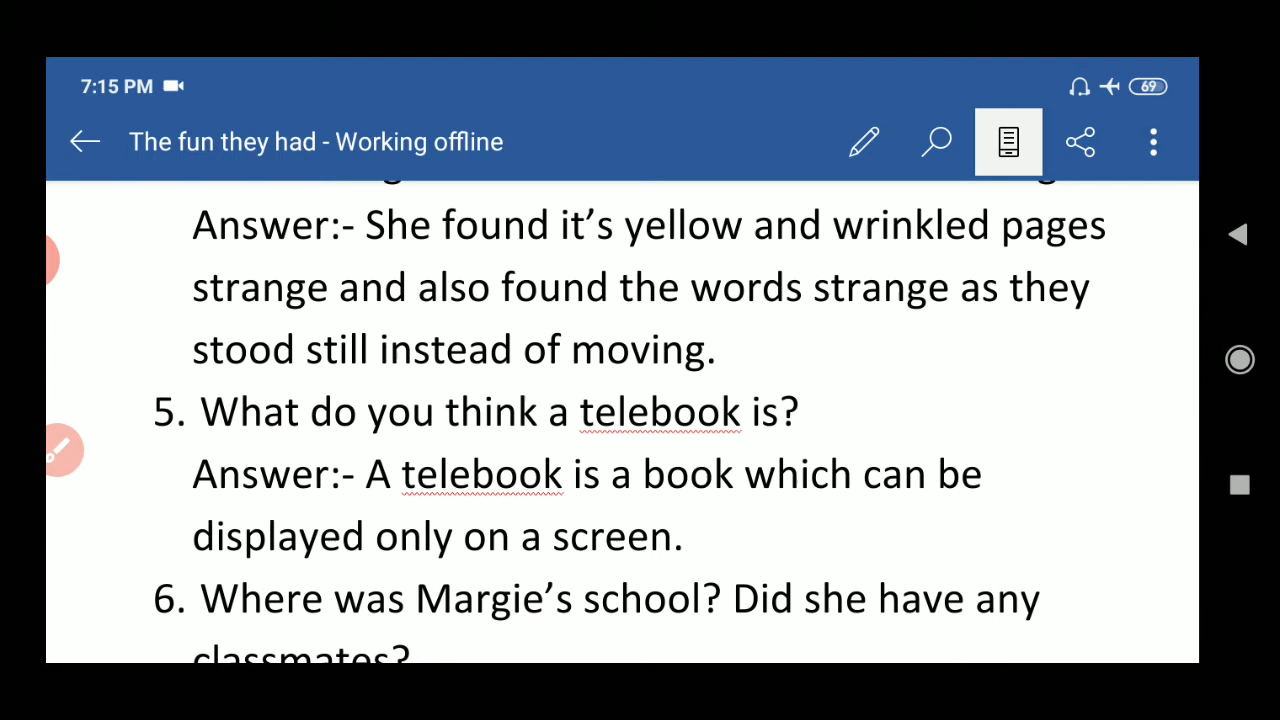 7:15 PM 69
The fun they had - Working offline
Answer:- She found it’s yellow and wrinkled pages
strange and also found the words strange as they
stood still instead of moving.
5. What do you think a telebook is?
Answer:- A telebook is a book which can be
displayed only on a screen.
6. Where was Margie’s school? Did she have any
classmates?